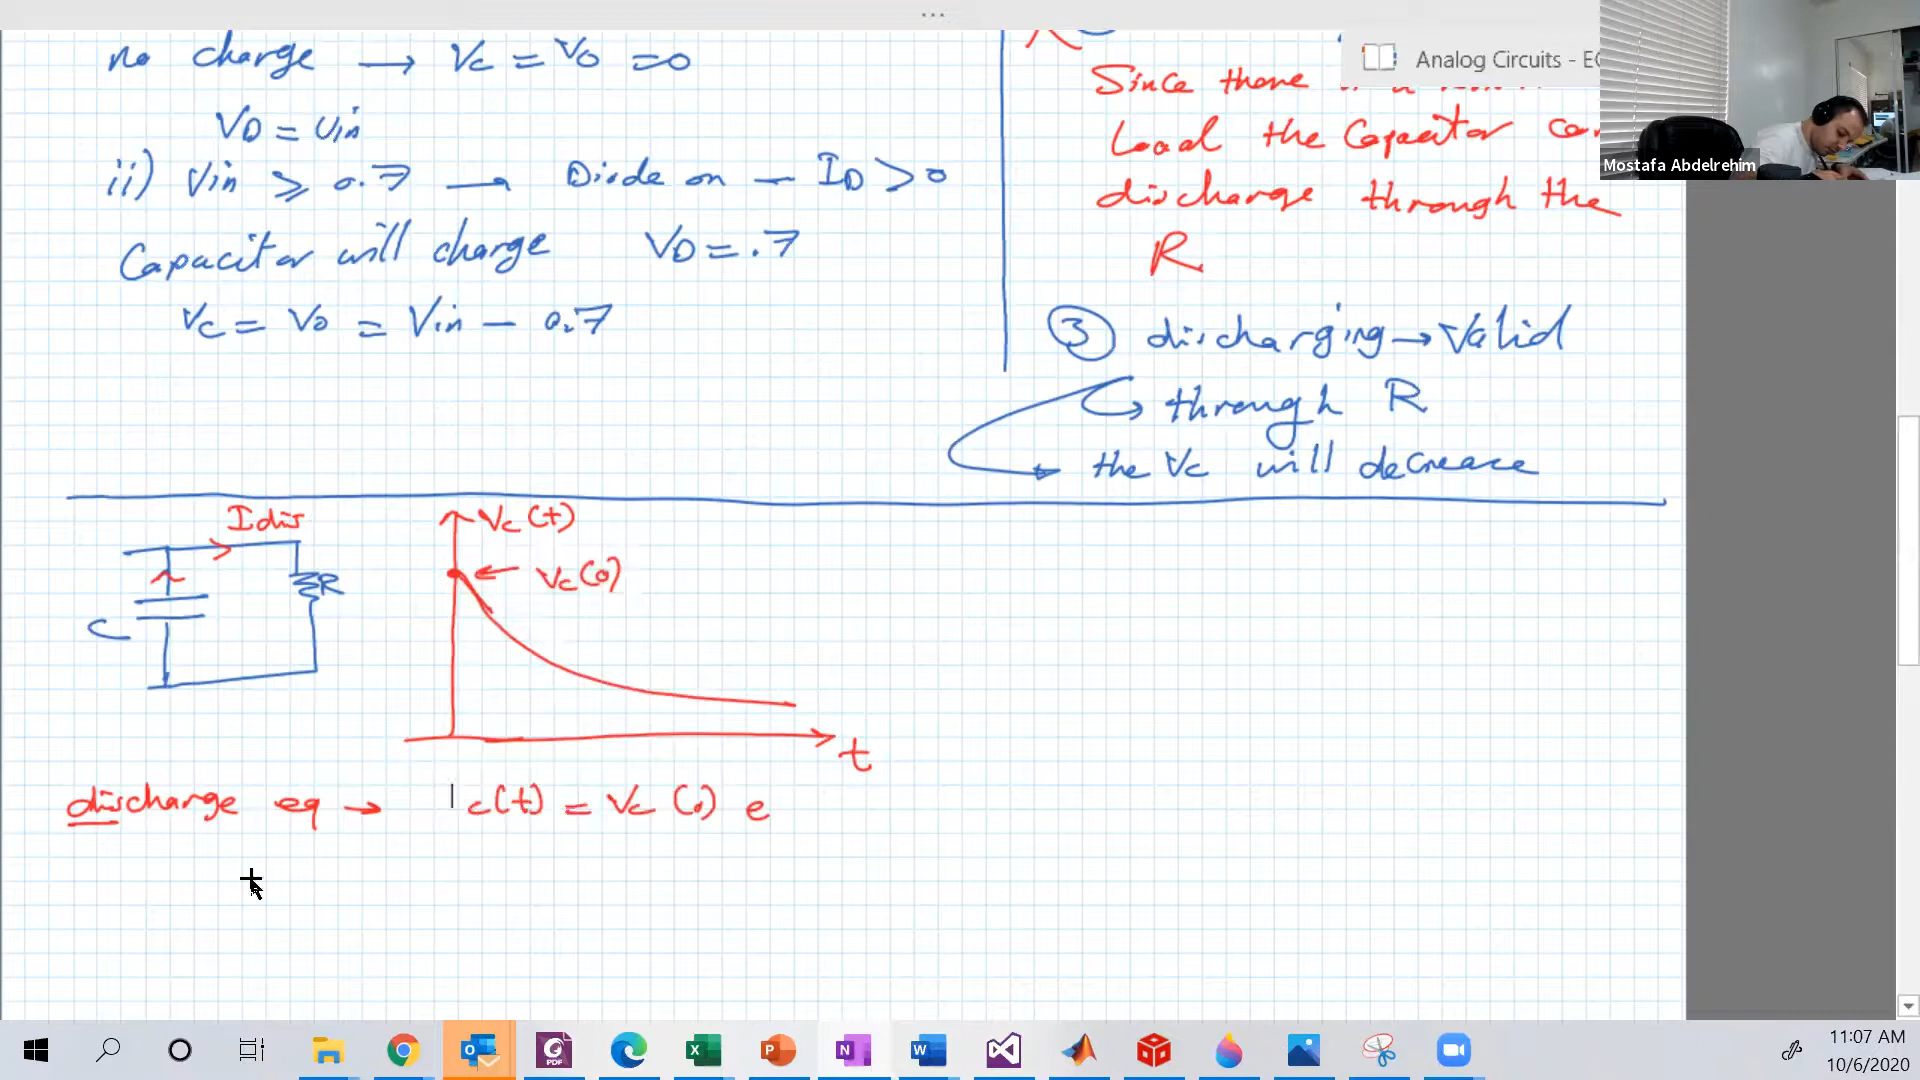 ...
no charge → Vc = Vo = 0
VD = Vin
ii) Vin ≥ 0.7 → Diode on – ID > 0
Capacitor will charge VD = .7
Vc = Vo = Vin – 0.7
Analog Circuits - EC
Since there
Load the Capacitor
discharge through the
R
③ discharging → Valid
through R
the Vc will decrease
Mostafa Abdelrehim
Idis
R
C
Vc(t)
Vc(0)
t
discharge eq → c(t) = Vc(0) e
11:07 AM
10/6/2020